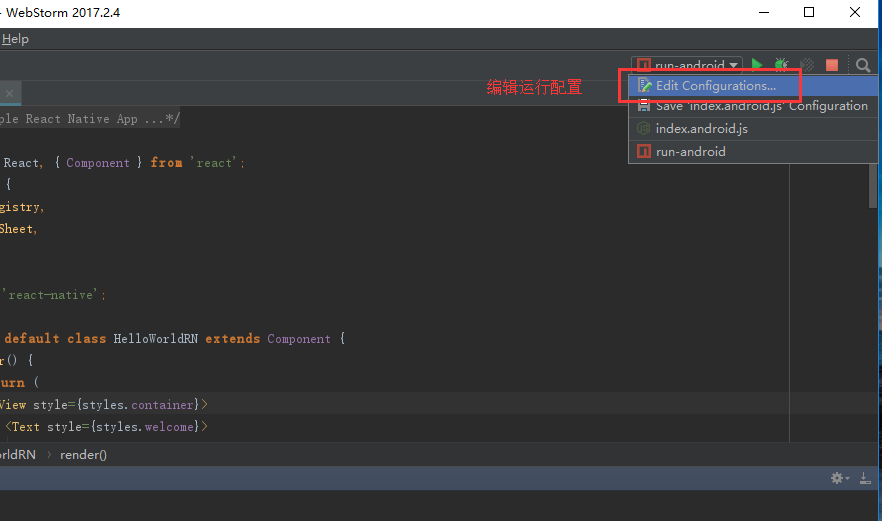 - WebStorm 2017.2.4
Help
run-android
编辑运行配置
Edit Configurations...
Save 'index.android.js' Configuration
index.android.js
run-android
ple React Native App ...*/
React, { Component } from 'react';
{
gistry,
Sheet,
'react-native';
default class HelloWorldRN extends Component {
r() {
urn (
View style={styles.container}>
<Text style={styles.welcome}>
orldRN
render()